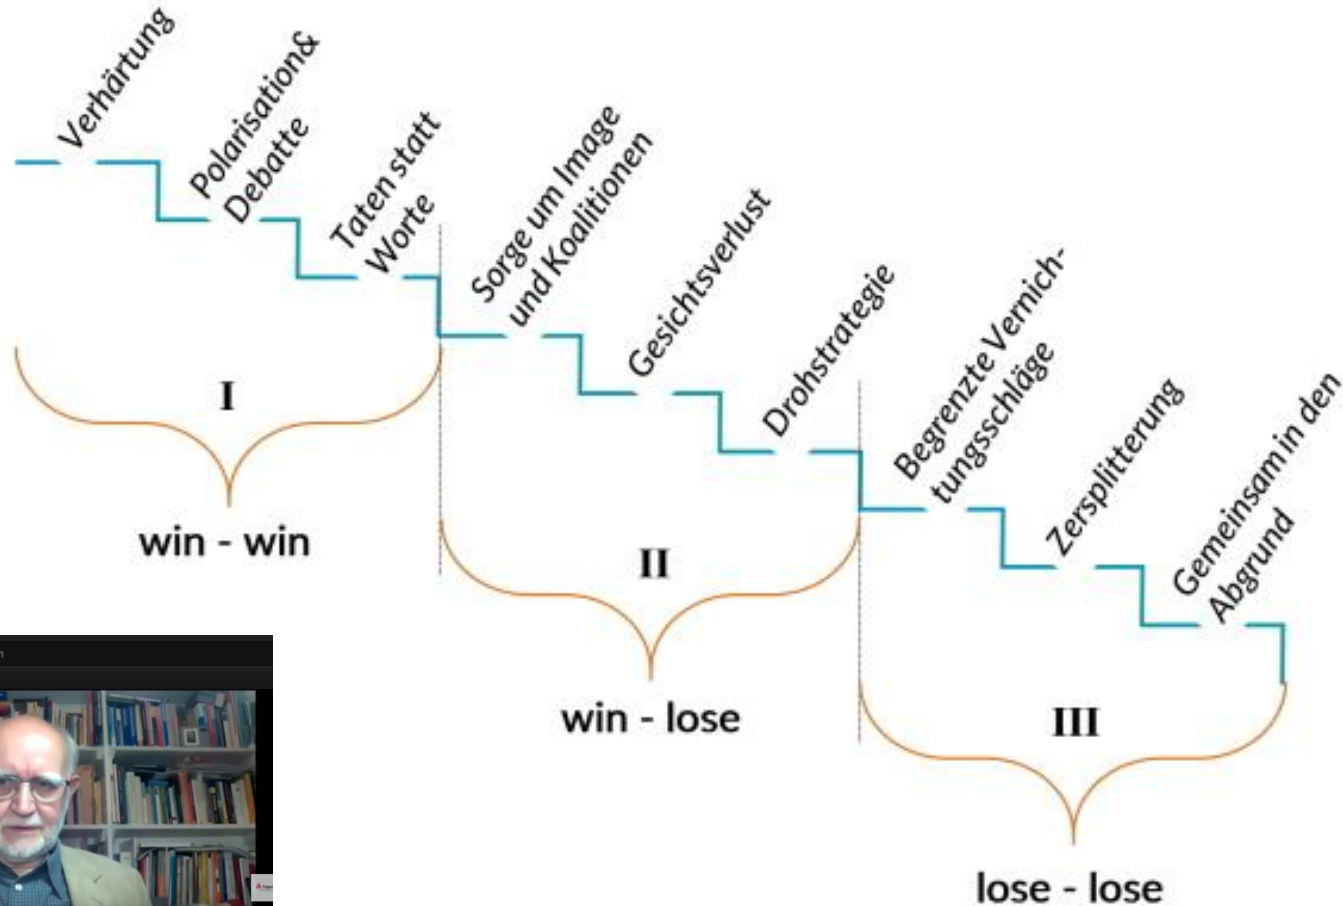 Verhärtung
Polarisation&
Debatte
Taten statt
Worte
Sorge um Image
und Koalitionen
Gesichtsverlust
Drohstrategie
Begrenzte Vernich-
tungsschläge
Zersplitterung
Gemeinsam in den
Abgrund
I
win - win
II
win - lose
III
lose - lose